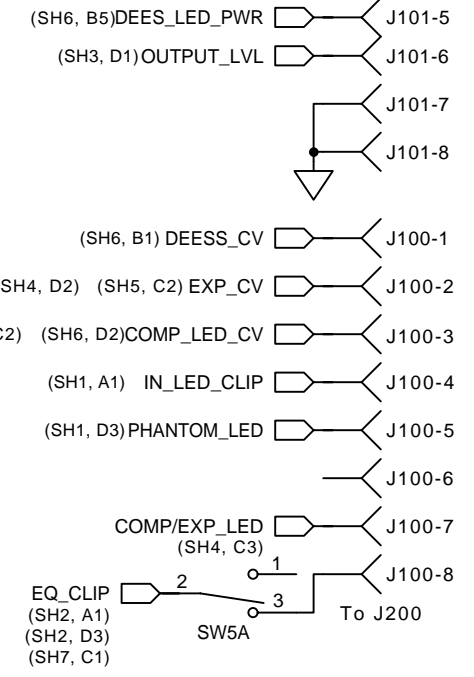 (SH6, B5)DEES_LED_PWR J101-5
(SH3, D1)OUTPUT_LVL J101-6
J101-7
J101-8
(SH6, B1) DEESS_CV J100-1
SH4, D2) (SH5, C2) EXP_CV J100-2
C2) (SH6, D2)COMP_LED_CV J100-3
(SH1, A1) IN_LED_CLIP J100-4
(SH1, D3)PHANTOM_LED J100-5
J100-6
COMP/EXP_LED J100-7
(SH4, C3)
1 J100-8
EQ_CLIP 2
3 To J200
(SH2, A1)
(SH2, D3) SW5A
(SH7, C1)